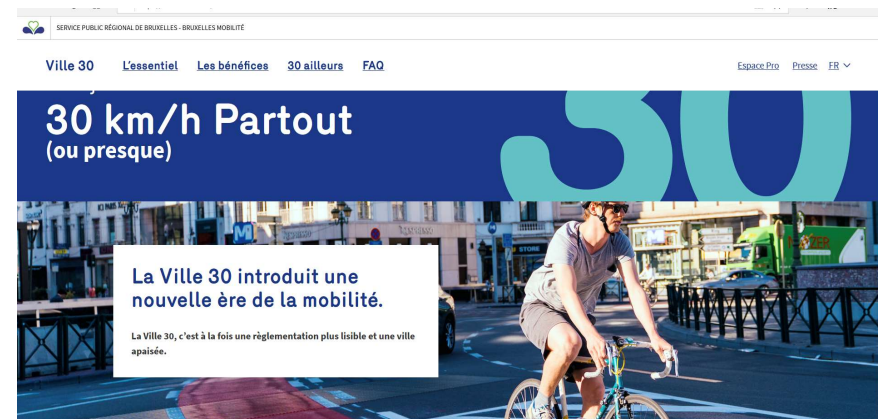 SERVICE PUBLIC RÉGIONAL DE BRUXELLES - BRUXELLES MOBILITÉ
Ville 30 L'essentiel Les bénéfices 30 ailleurs FAQ Espace Pro Presse FR
30 km/h Partout
(ou presque)
30
STORE
La Ville 30 introduit une
nouvelle ère de la mobilité.
La Ville 30, c'est à la fois une règlementation plus lisible et une ville
apaisée.